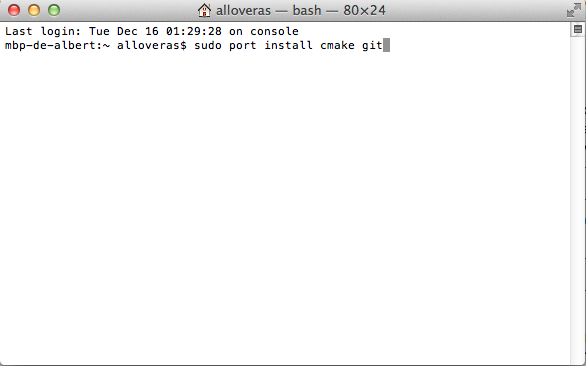 alloveras — bash — 80×24
Last login: Tue Dec 16 01:29:28 on console
mbp-de-albert:~ alloveras$ sudo port install cmake git